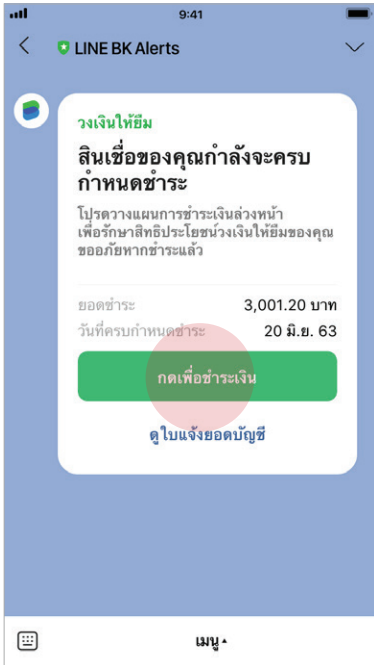 9:41
LINE BK Alerts
วงเงินให้ยืม
สินเชื่อของคุณกำลังจะครบ
กำหนดชำระ
โปรดวางแผนการชำระเงินล่วงหน้า
เพื่อรักษาสิทธิประโยชน์วงเงินให้ยืมของคุณ
ขออภัยหากชำระแล้ว
ยอดชำระ 3,001.20 บาท
วันที่ครบกำหนดชำระ 20 มิ.ย. 63
กดเพื่อชำระเงิน
ดูใบแจ้งยอดบัญชี
เมนู